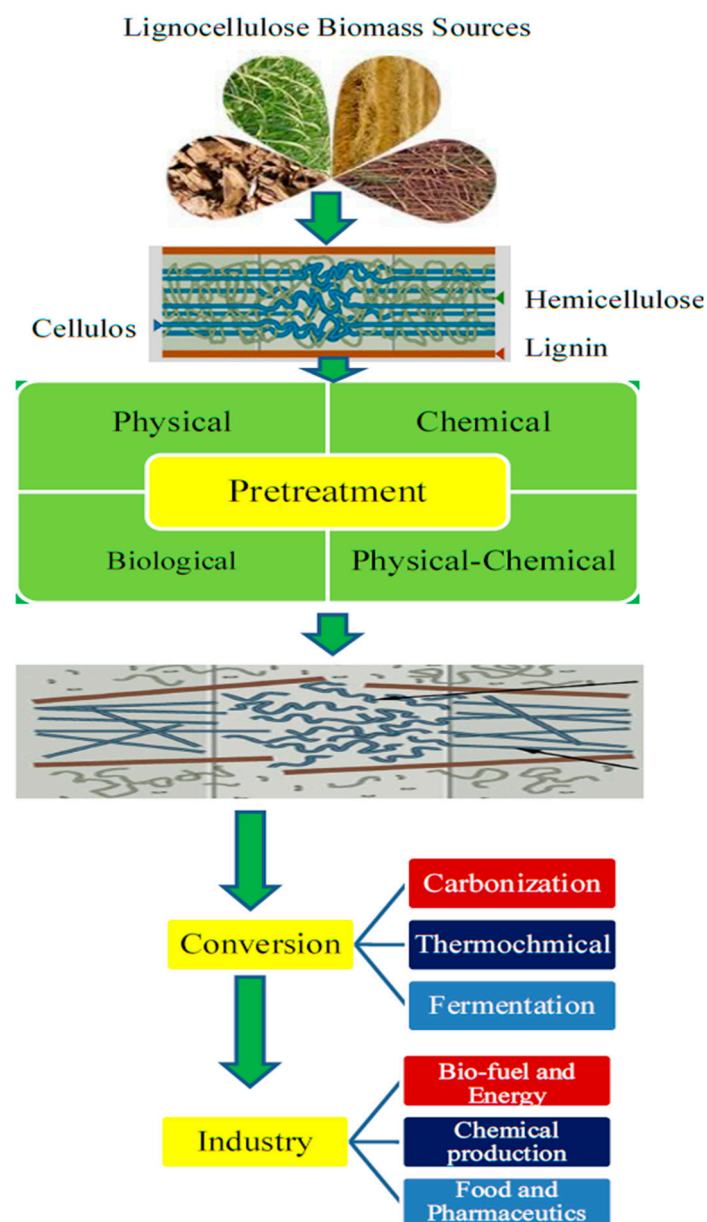 Lignocellulose Biomass Sources
Hemicellulose
Cellulos
Lignin
Physical
Chemical
Pretreatment
Biological
Physical-Chemical
Carbonization
Conversion
Thermochmical
Fermentation
Bio-fuel and
Energy
Industry
Chemical
production
Food and
Pharmaceutics